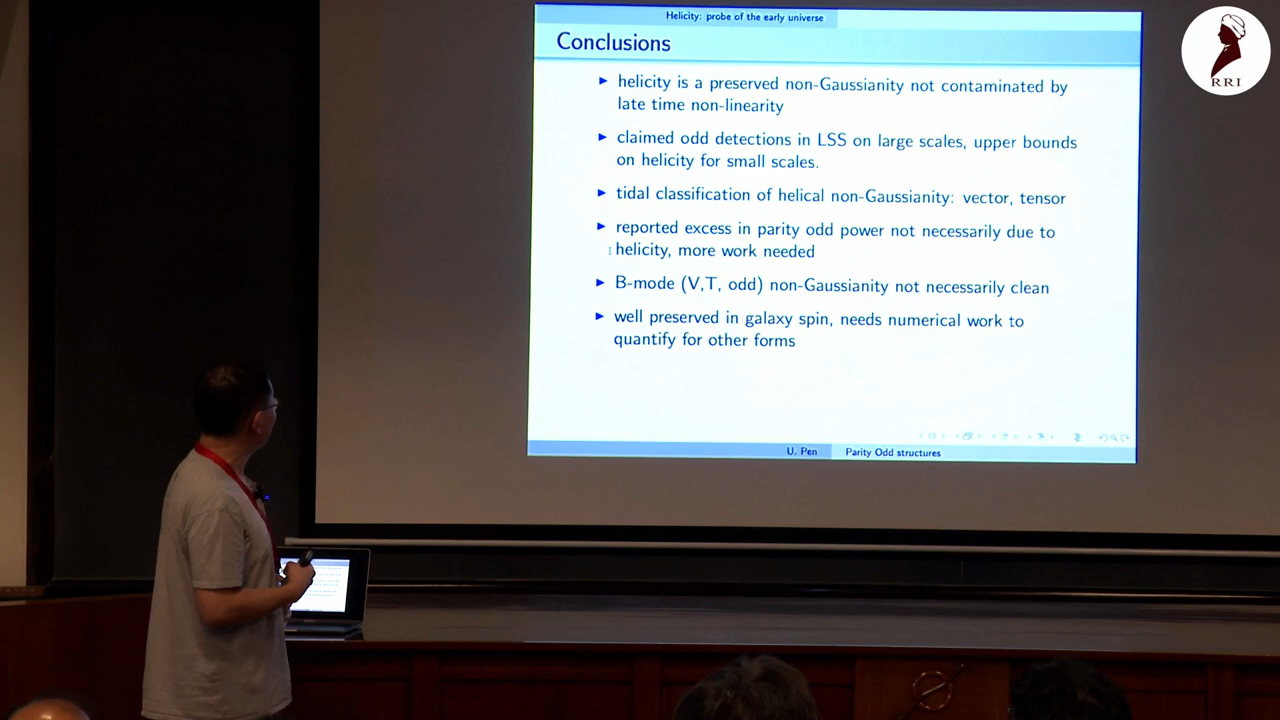 Helicity: probe of the early universe
Conclusions
helicity is a preserved non-Gaussianity not contaminated by
late time non-linearity
claimed odd detections in LSS on large scales, upper bounds
on helicity for small scales.
tidal classification of helical non-Gaussianity: vector, tensor
reported excess in parity odd power not necessarily due to
helicity, more work needed
B-mode (V,T, odd) non-Gaussianity not necessarily clean
well preserved in galaxy spin, needs numerical work to
quantify for other forms
U. Pen Parity Odd structures
RRI